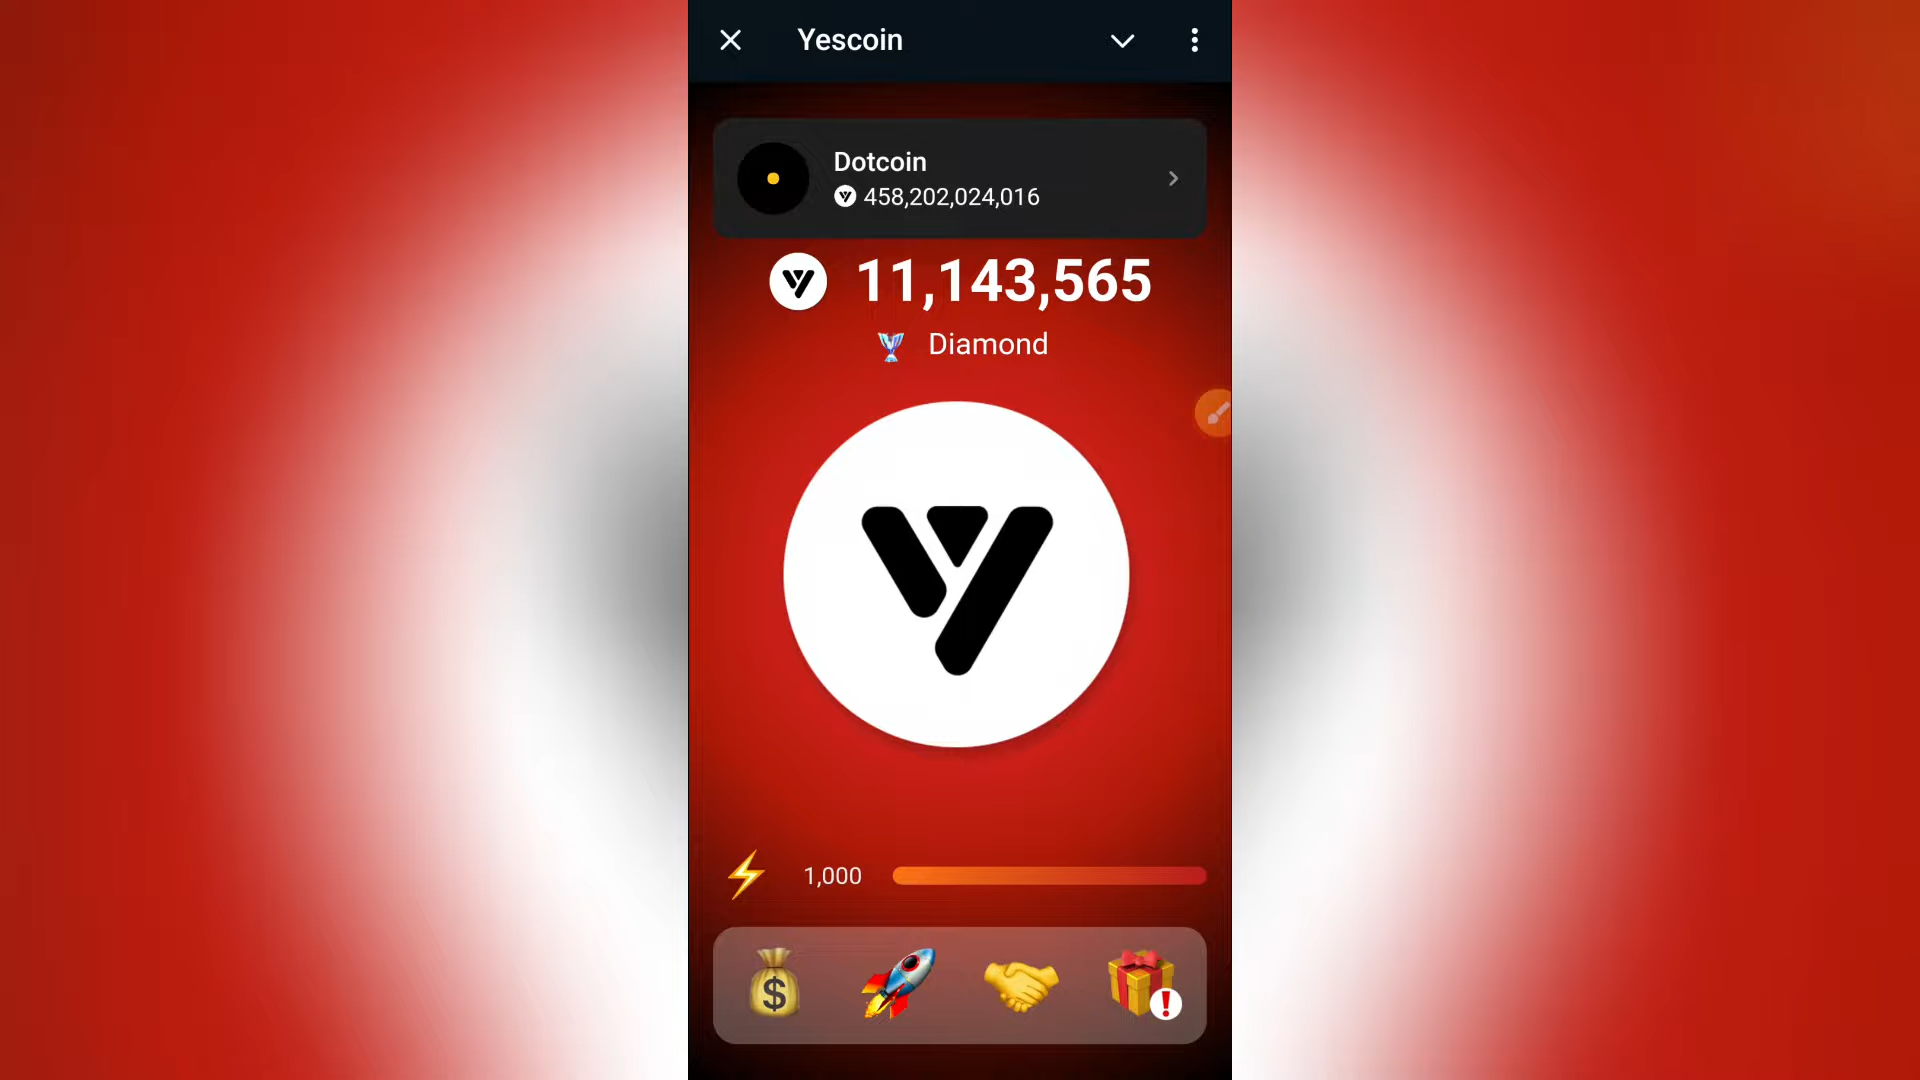 Yescoin
Dotcoin
458,202,024,016
11,143,565
Diamond
1,000